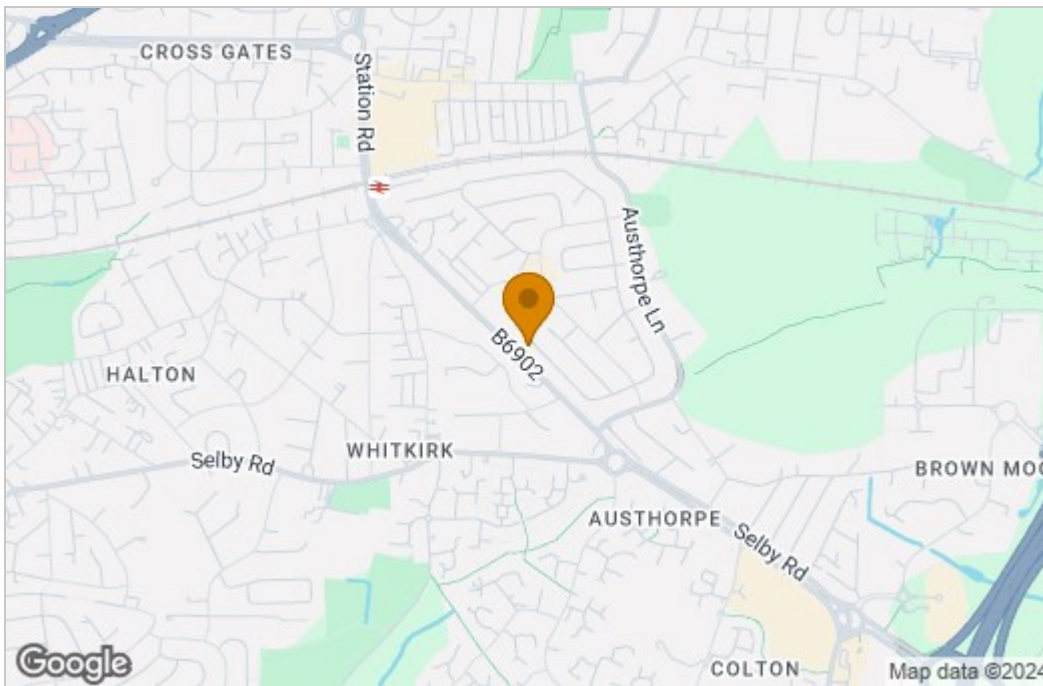 CROSS GATES
Station Rd
Austhorpe Ln
B6902
HALTON
WHITKIRK
Selby Rd
BROWN MOO
AUSTHORPE
Selby Rd
COLTON
Google
Map data ©2024